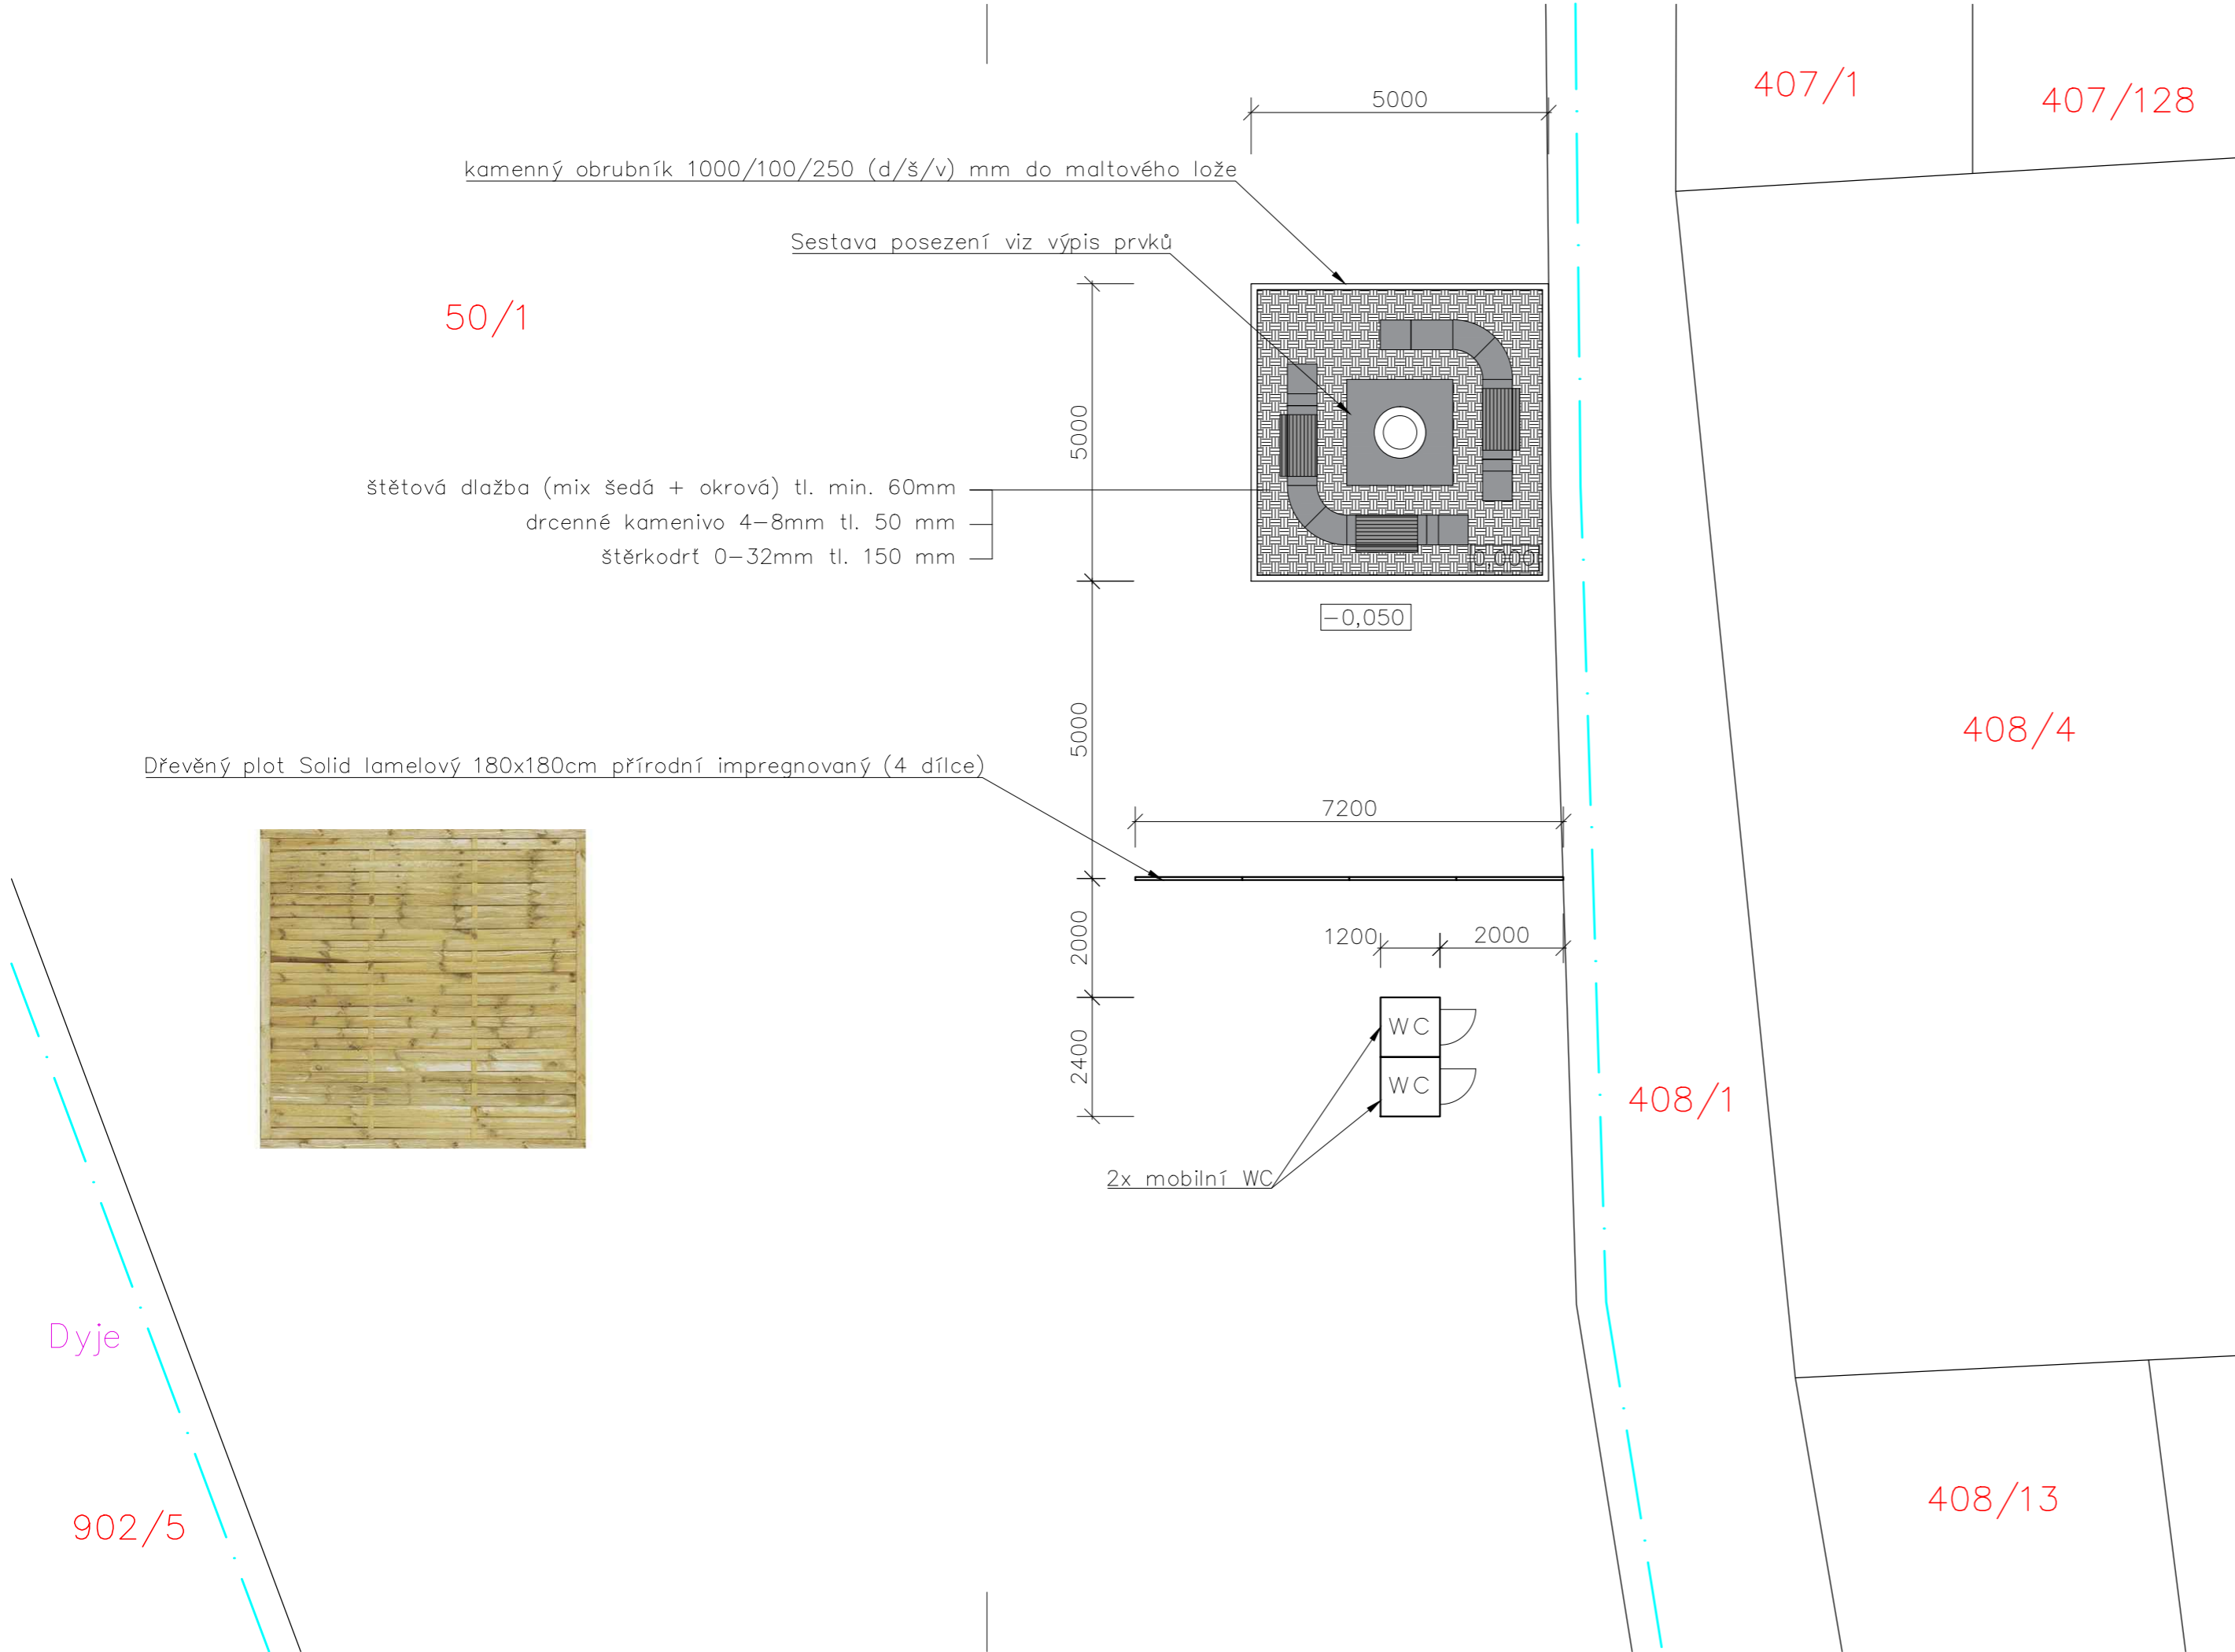 407/1
407/128
5000
kamenný obrubník 1000/100/250 (d/š/v) mm do maltového lože
Sestava posezení viz výpis prvků
50/1
5000
štětová dlažba (mix šedá + okrová) tl. min. 60mm
drcenné kamenivo 4-8mm tl. 50 mm
štěrkodrť 0-32mm tl. 150 mm
0,000
-0,050
5000
408/4
Dřevěný plot Solid lamelový 180x180cm přírodní impregnovaný (4 dílce)
7200
2000
1200
2000
WC
2400
WC
408/1
2x mobilní WC
Dyje
408/13
902/5